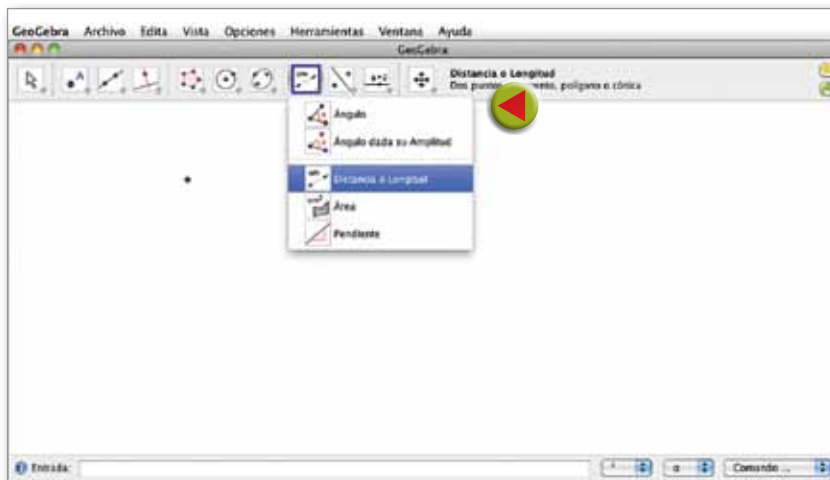 GeoGebra Archivo Edita Vista Opciones Herramientas Ventana Ayuda
GeoGebra
Distancia o Longitud
Dos puntos, polígono o cónica
Ángulo
Ángulo dada su Amplitud
Distancia o Longitud
Área
Pendiente
Entrada:
α
Comando ...